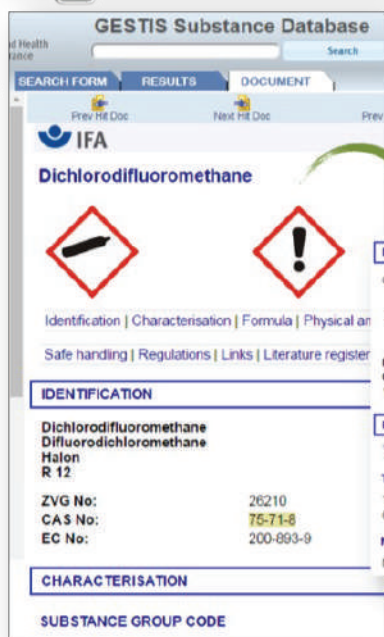 GESTIS Substance Database
d Health
rance
Search
SEARCH FORM RESULTS DOCUMENT
Prev Hit Doc Next Hit Doc Prev
IFA
Dichlorodifluoromethane
Identification | Characterisation | Formula | Physical an
Safe handling | Regulations | Links | Literature register
IDENTIFICATION
Dichlorodifluoromethane
Difluorodichloromethane
Halon
R 12
ZVG No: 26210
CAS No: 75-71-8
EC No: 200-893-9
CHARACTERISATION
SUBSTANCE GROUP CODE